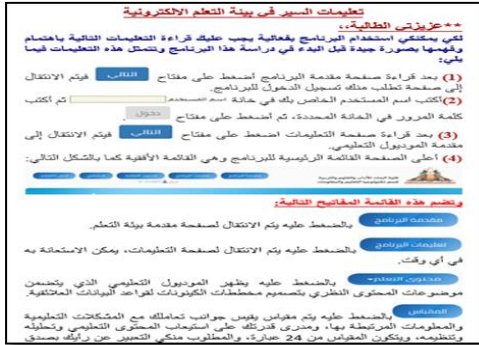 تعليمات السير في بيئة التعلم الالكترونية
**عزيزتي الطالبة،،
لكي يمكنكي استخدام البرنامج بفعالية يجب عليك قراءة التعليمات التالية باهتمام
وفهمها بصورة جيدة قبل البدء في دراسة هذا البرنامج وتتمثل هذه التعليمات فيما
يلي:
(1) بعد قراءة صفحة مقدمة البرنامج أضغط على مفتاح التالي فيتم الانتقال
إلى صفحة تطلب منك تسجيل الدخول للبرنامج.
(2)أكتب اسم المستخدم الخاص بك في خانة اسم المستخدم ثم أكتب
كلمة المرور في الخانة المحددة، ثم أضغط على مفتاح دخول.
(3) بعد قراءة صفحة التعليمات اضغط على مفتاح التالي فيتم الانتقال إلى
مقدمة الموديول التعليمي.
(4) أعلى الصفحة القائمة الرئيسية للبرنامج وهي القائمة الأفقية كما بالشكل التالي:
وتضم هذه القائمة المفاتيح التالية:
مقدمة البرنامج بالضغط عليه يتم الانتقال لصفحة مقدمة بيئة التعلم.
تعليمات البرنامج بالضغط عليه يتم الانتقال لصفحة التعليمات، يمكن الاستعانة به
في أي وقت.
محتوى التعلم بالضغط عليه يظهر الموديول التعليمي الذي يتضمن
موضوعات المحتوى النظري بتصميم مخططات الكينونات لقواعد البيانات العلائقية.
المقياس بالضغط عليه يتم مقياس يقيس جوانب تعاملك مع المشكلات التعليمية
والمعلومات المرتبطة بها، ومدرى قدرتك على استيعاب المحتوى التعليمي وتحليله
وتنظيمه، ويتكون المقياس من 24 عبارة، والمطلوب منكي التعبير عن رأيك بصدق